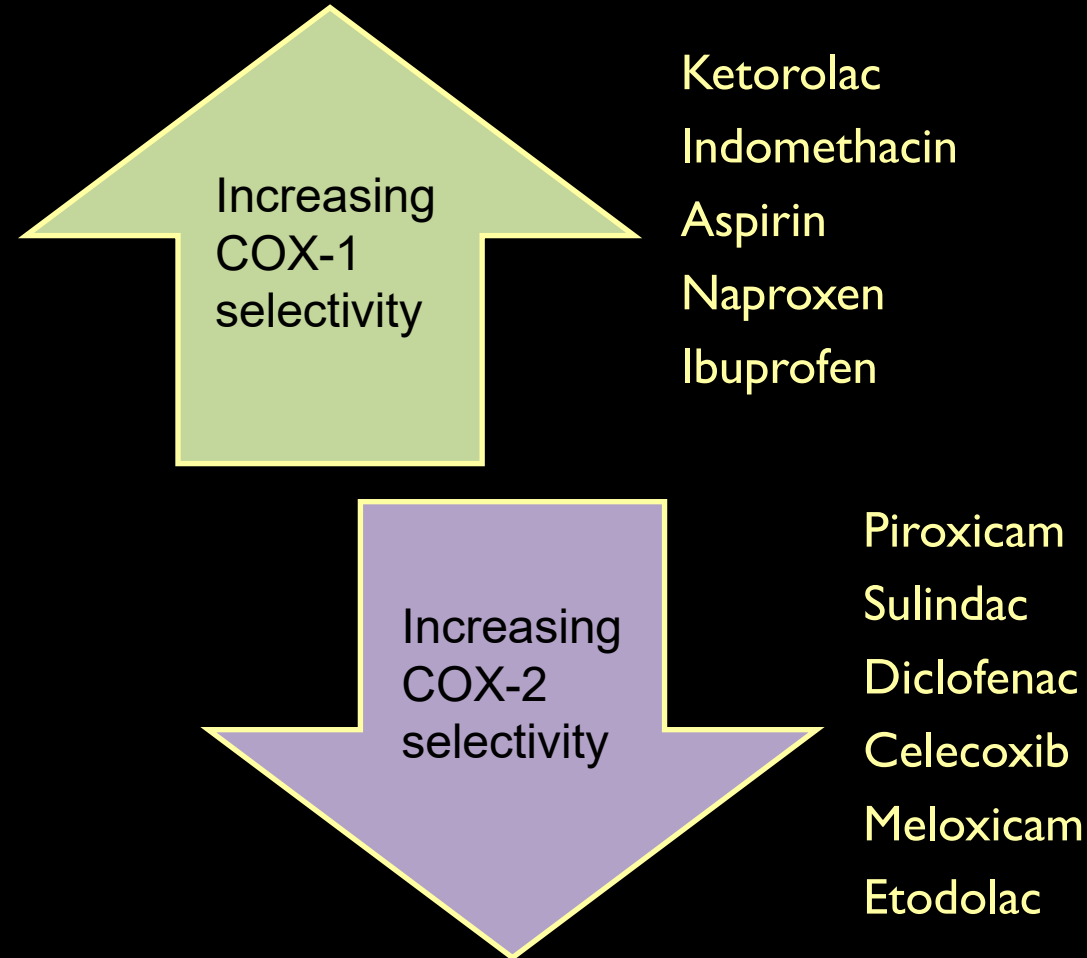 Ketorolac
Indomethacin
Aspirin
Naproxen
Ibuprofen
Increasing
COX-1
selectivity
Piroxicam
Sulindac
Diclofenac
Celecoxib
Meloxicam
Etodolac
Increasing
COX-2
selectivity